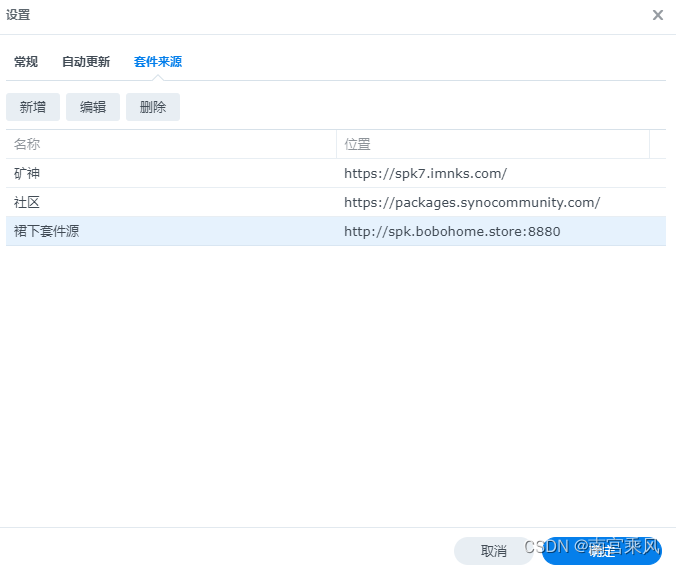 设置
常规 自动更新 套件来源
新增 编辑 删除
名称 位置
矿神 https://spk7.imnks.com/
社区 https://packages.synocommunity.com/
裙下套件源 http://spk.bobohome.store:8880
取消 确定
CSDN @南宫乘风